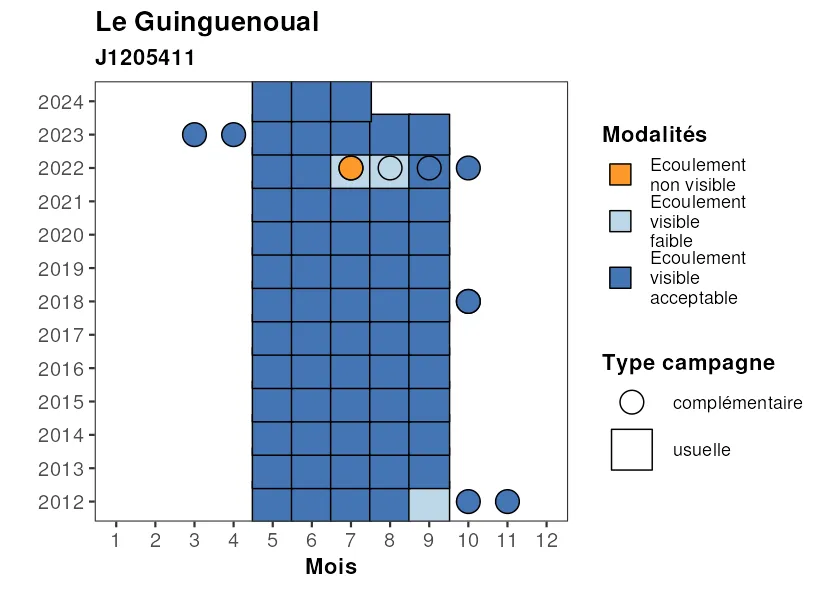 Le Guinguenoual
J1205411
2024
2023
2022
2021
2020
2019
2018
2017
2016
2015
2014
2013
2012
1 2 3 4 5 6 7 8 9 10 11 12
Mois
Modalités
Ecoulement
non visible
Ecoulement
visible
faible
Ecoulement
visible
acceptable
Type campagne
complémentaire
usuelle